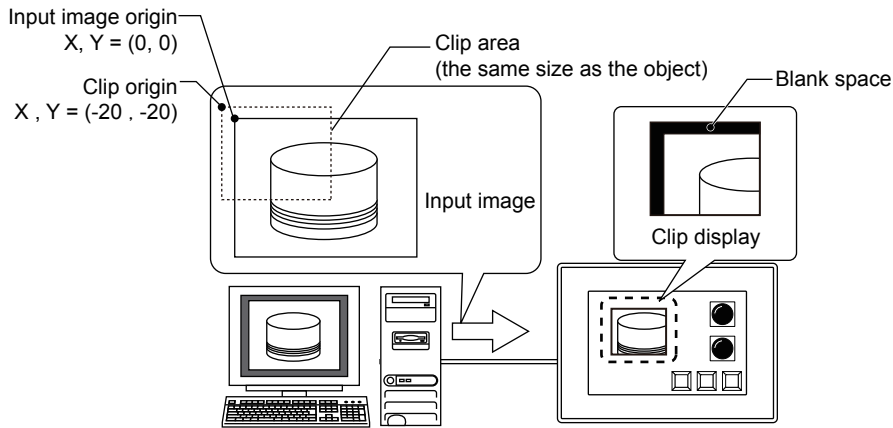 Input image origin
X, Y = (0, 0)
Clip origin
X , Y = (-20 , -20)
Clip area
(the same size as the object)
Blank space
Input image
Clip display